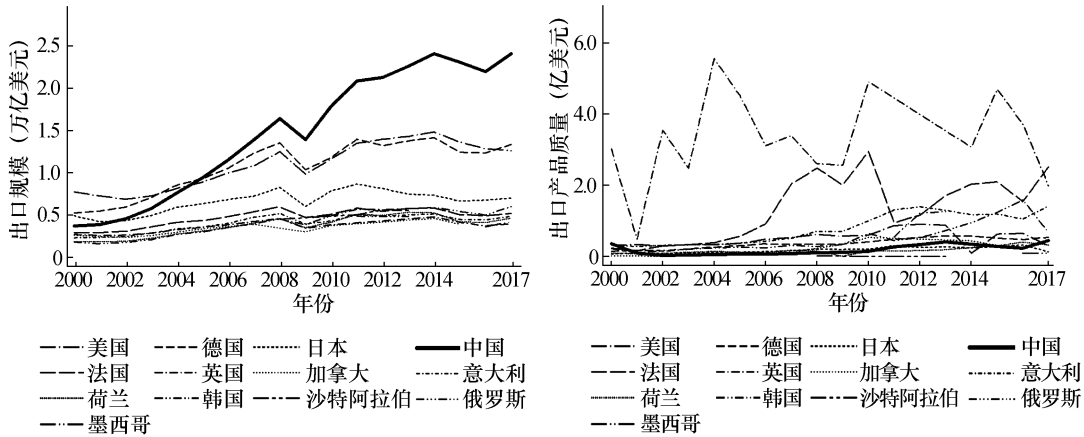 出口规模（万亿美元）
2.5
2.0
1.5
1.0
0.5
0
2000 2002 2004 2006 2008 2010 2012 2014 2017
年份
美国 德国 日本 中国
法国 英国 加拿大 意大利
荷兰 韩国 沙特阿拉伯 俄罗斯
墨西哥
出口产品质量（亿美元）
6.0
4.0
2.0
0
2000 2002 2004 2006 2008 2010 2012 2014 2017
年份
美国 德国 日本 中国
法国 英国 加拿大 意大利
荷兰 韩国 沙特阿拉伯 俄罗斯
墨西哥